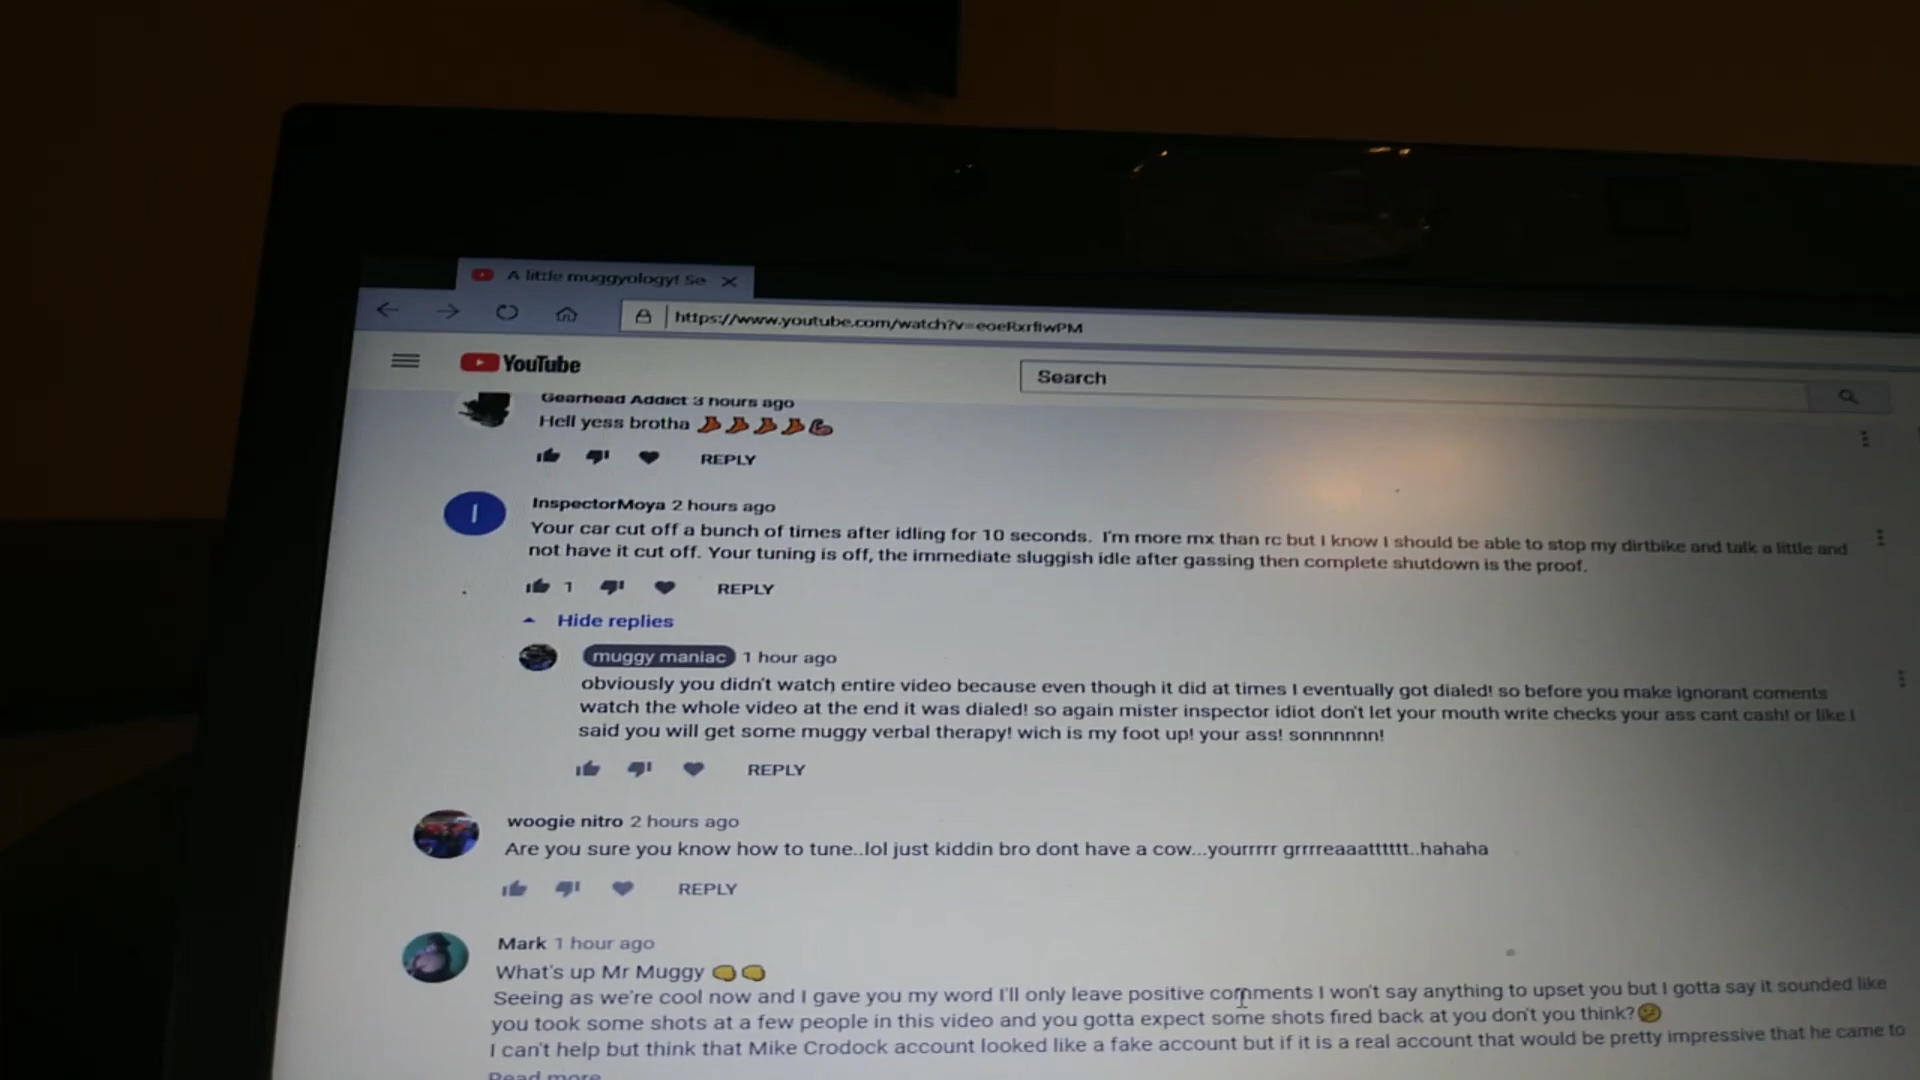 A little muggyology! Se
https://www.youtube.com/watch?v=eoeRxrfiwPM
YouTube
Search
Gearhead Addict 3 hours ago
Hell yess brotha
REPLY
I
InspectorMoya 2 hours ago
Your car cut off a bunch of times after idling for 10 seconds. I'm more mx than rc but I know I should be able to stop my dirtbike and talk a little and
not have it cut off. Your tuning is off, the immediate sluggish idle after gassing then complete shutdown is the proof.
1 REPLY
Hide replies
muggy maniac 1 hour ago
obviously you didn't watch entire video because even though it did at times I eventually got dialed! so before you make ignorant coments
watch the whole video at the end it was dialed! so again mister inspector idiot don't let your mouth write checks your ass cant cash! or like I
said you will get some muggy verbal therapy! wich is my foot up! your ass! sonnnnnn!
REPLY
woogie nitro 2 hours ago
Are you sure you know how to tune..lol just kiddin bro dont have a cow...yourrrrr grrrreaaatttttt..hahaha
REPLY
Mark 1 hour ago
What's up Mr Muggy
Seeing as we're cool now and I gave you my word I'll only leave positive comments I won't say anything to upset you but I gotta say it sounded like
you took some shots at a few people in this video and you gotta expect some shots fired back at you don't you think?
I can't help but think that Mike Crodock account looked like a fake account but if it is a real account that would be pretty impressive that he came to
Read more